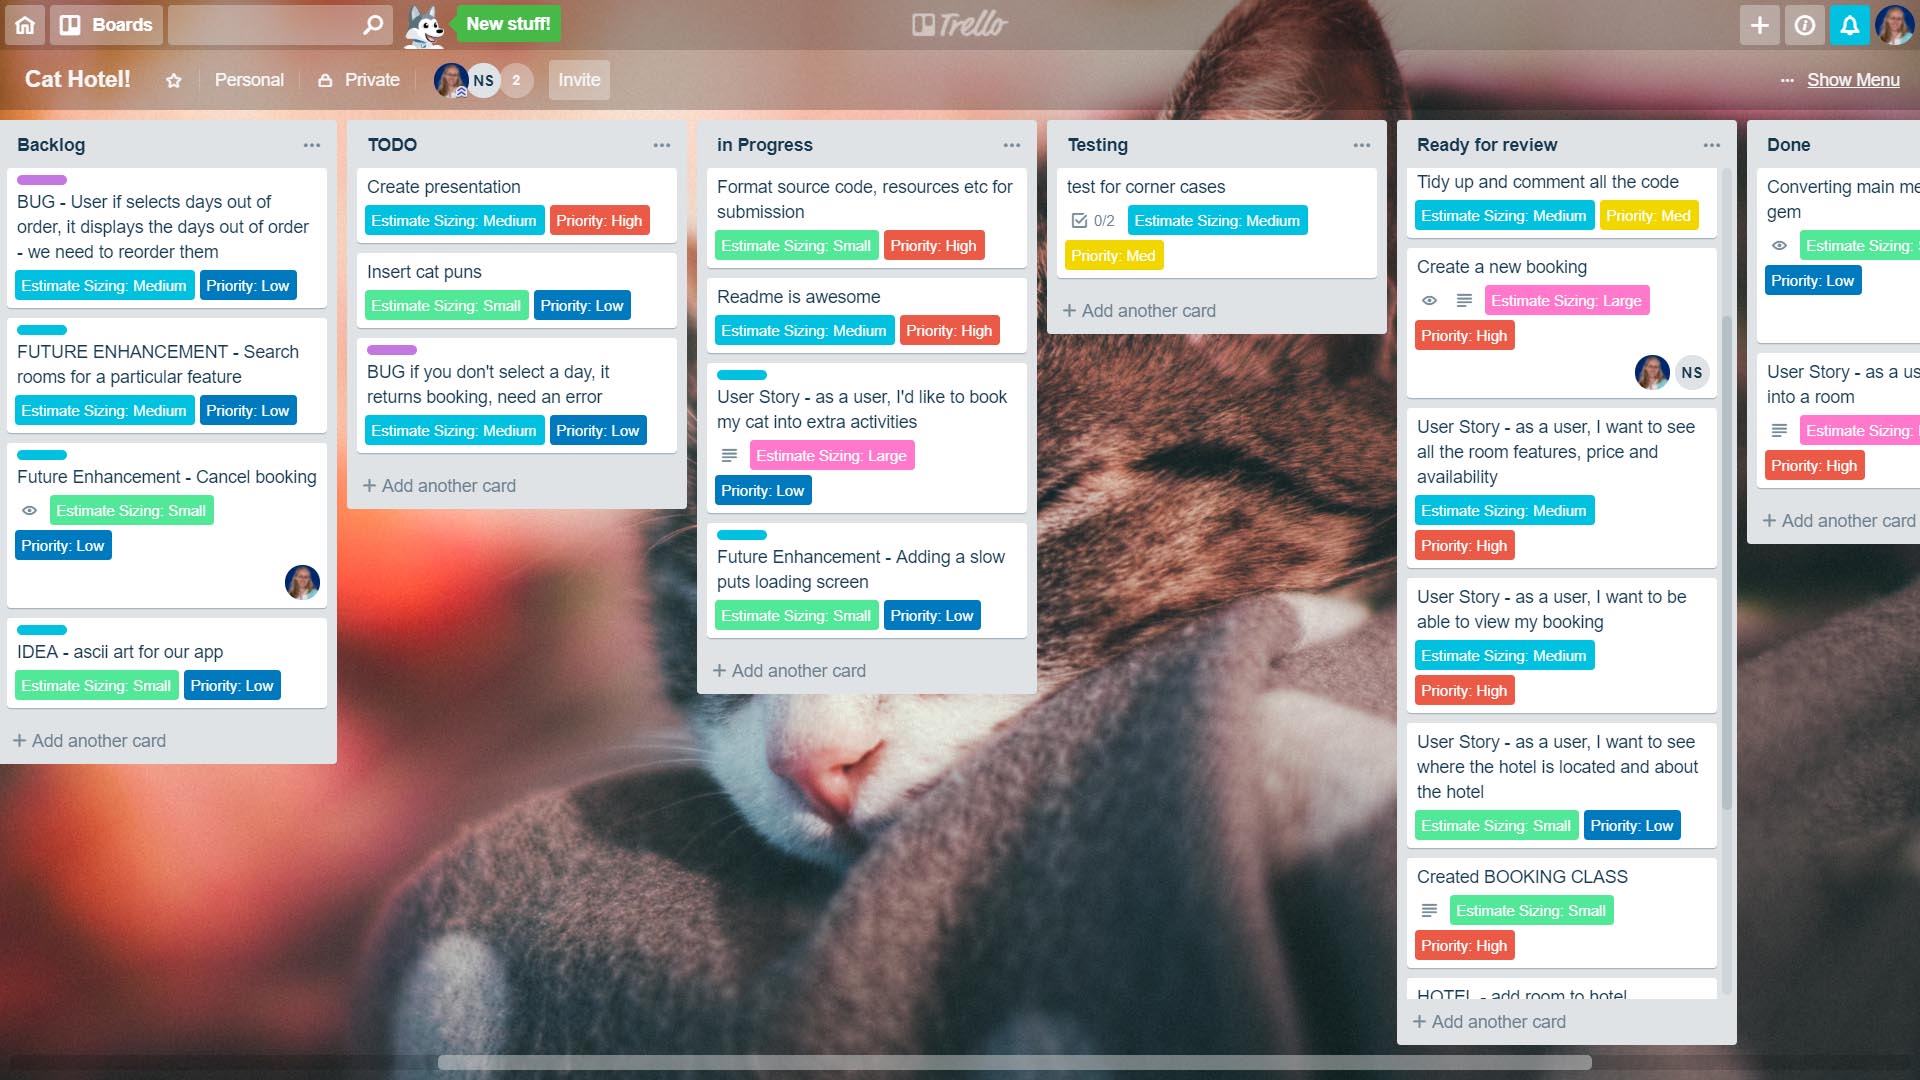 Boards
New stuff!
Trello
Cat Hotel!
Personal
Private
NS
2
Invite
Show Menu
Backlog
BUG - User if selects days out of
order, it displays the days out of order
- we need to reorder them
Estimate Sizing: Medium Priority: Low
FUTURE ENHANCEMENT - Search
rooms for a particular feature
Estimate Sizing: Medium Priority: Low
Future Enhancement - Cancel booking
Estimate Sizing: Small
Priority: Low
IDEA - ascii art for our app
Estimate Sizing: Small Priority: Low
+ Add another card
TODO
Create presentation
Estimate Sizing: Medium Priority: High
Insert cat puns
Estimate Sizing: Small Priority: Low
BUG if you don't select a day, it
returns booking, need an error
Estimate Sizing: Medium Priority: Low
+ Add another card
in Progress
Format source code, resources etc for
submission
Estimate Sizing: Small Priority: High
Readme is awesome
Estimate Sizing: Medium Priority: High
User Story - as a user, I'd like to book
my cat into extra activities
Estimate Sizing: Large
Priority: Low
Future Enhancement - Adding a slow
puts loading screen
Estimate Sizing: Small Priority: Low
+ Add another card
Testing
test for corner cases
0/2 Estimate Sizing: Medium
Priority: Med
+ Add another card
Ready for review
Tidy up and comment all the code
Estimate Sizing: Medium Priority: Med
Create a new booking
Estimate Sizing: Large
Priority: High
NS
User Story - as a user, I want to see
all the room features, price and
availability
Estimate Sizing: Medium
Priority: High
User Story - as a user, I want to be
able to view my booking
Estimate Sizing: Medium
Priority: High
User Story - as a user, I want to see
where the hotel is located and about
the hotel
Estimate Sizing: Small Priority: Low
Created BOOKING CLASS
Estimate Sizing: Small
Priority: High
HOTEL - add room to hotel
+ Add another card
Done
Converting main me
gem
Estimate Sizing:
Priority: Low
User Story - as a us
into a room
Estimate Sizing:
Priority: High
+ Add another card